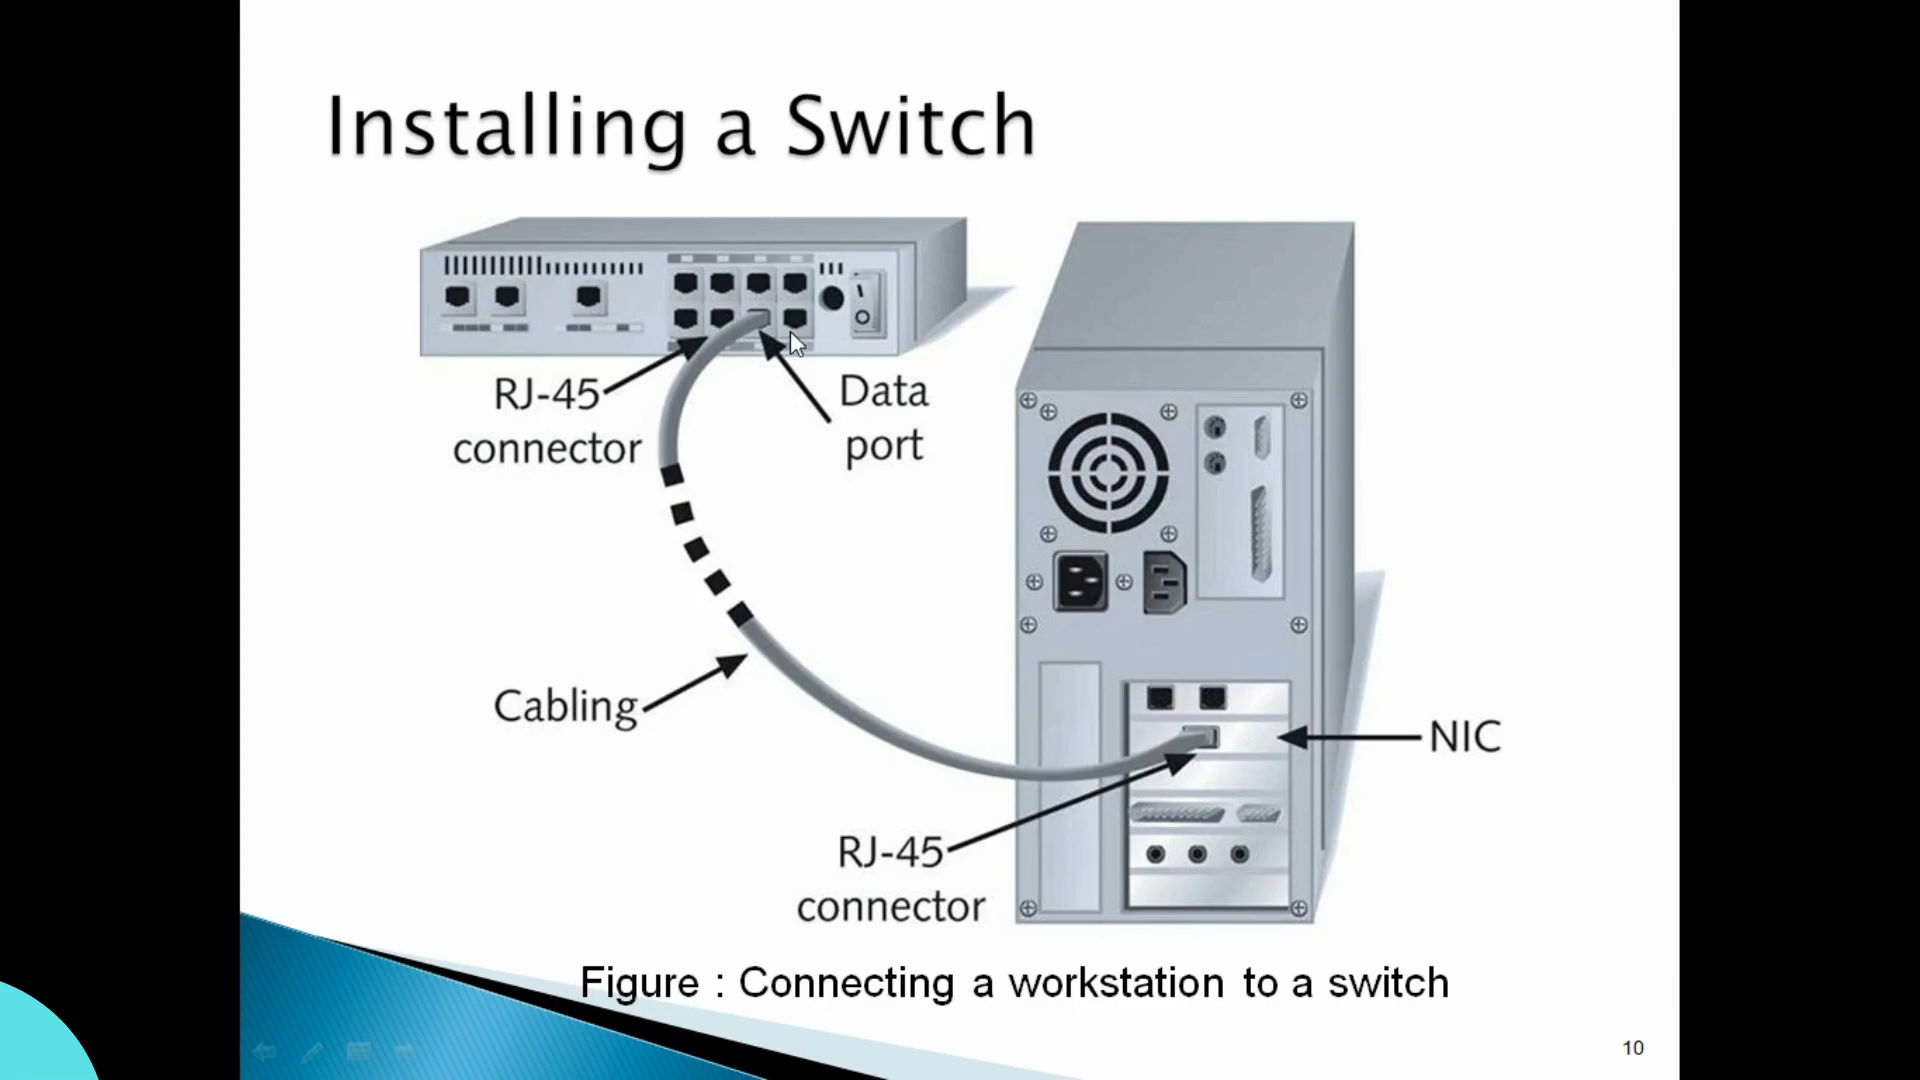 Installing a Switch
RJ-45
connector
Data
port
Cabling
NIC
RJ-45
connector
Figure : Connecting a workstation to a switch
10